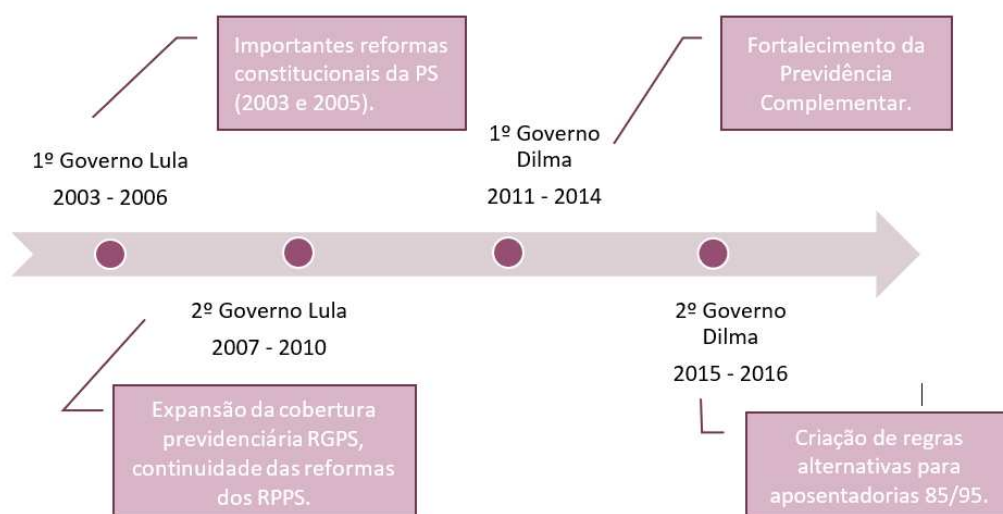 Importantes reformas
constitucionais da PS
(2003 e 2005).
1º Governo Lula
2003 - 2006
Fortalecimento da
Previdência
Complementar.
1º Governo
Dilma
2011 - 2014
2º Governo Lula
2007 - 2010
Expansão da cobertura
previdenciária RGPS,
continuidade das reformas
dos RPPS.
2º Governo
Dilma
2015 - 2016
Criação de regras
alternativas para
aposentadorias 85/95.